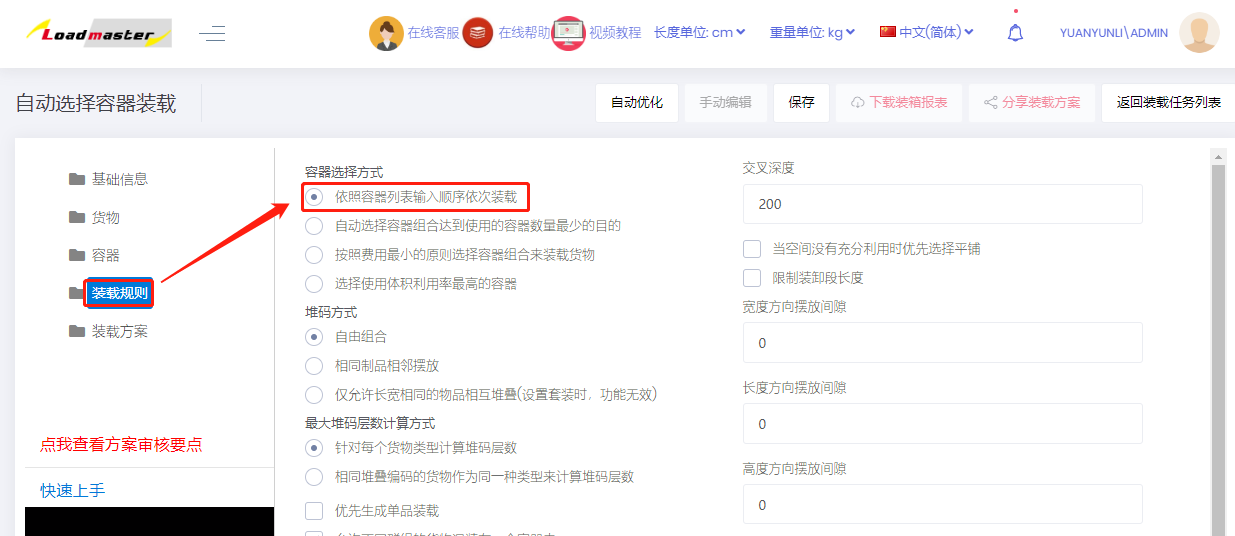 Loadmaster
在线客服
在线帮助
视频教程
长度单位: cm
重量单位: kg
中文(简体)
YUANYUNLI\ADMIN
自动选择容器装载
自动优化
手动编辑
保存
下载装箱报表
分享装载方案
返回装载任务列表
基础信息
货物
容器
装载规则
装载方案
点我查看方案审核要点
快速上手
容器选择方式
依照容器列表输入顺序依次装载
自动选择容器组合达到使用的容器数量最少的目的
按照费用最小的原则选择容器组合来装载货物
选择使用体积利用率最高的容器
堆码方式
自由组合
相同制品相邻摆放
仅允许长宽相同的物品相互堆叠(设置套装时，功能无效)
最大堆码层数计算方式
针对每个货物类型计算堆码层数
相同堆叠编码的货物作为同一种类型来计算堆码层数
优先生成单品装载
交叉深度
200
当空间没有充分利用时优先选择平铺
限制装卸段长度
宽度方向摆放间隙
0
长度方向摆放间隙
0
高度方向摆放间隙
0